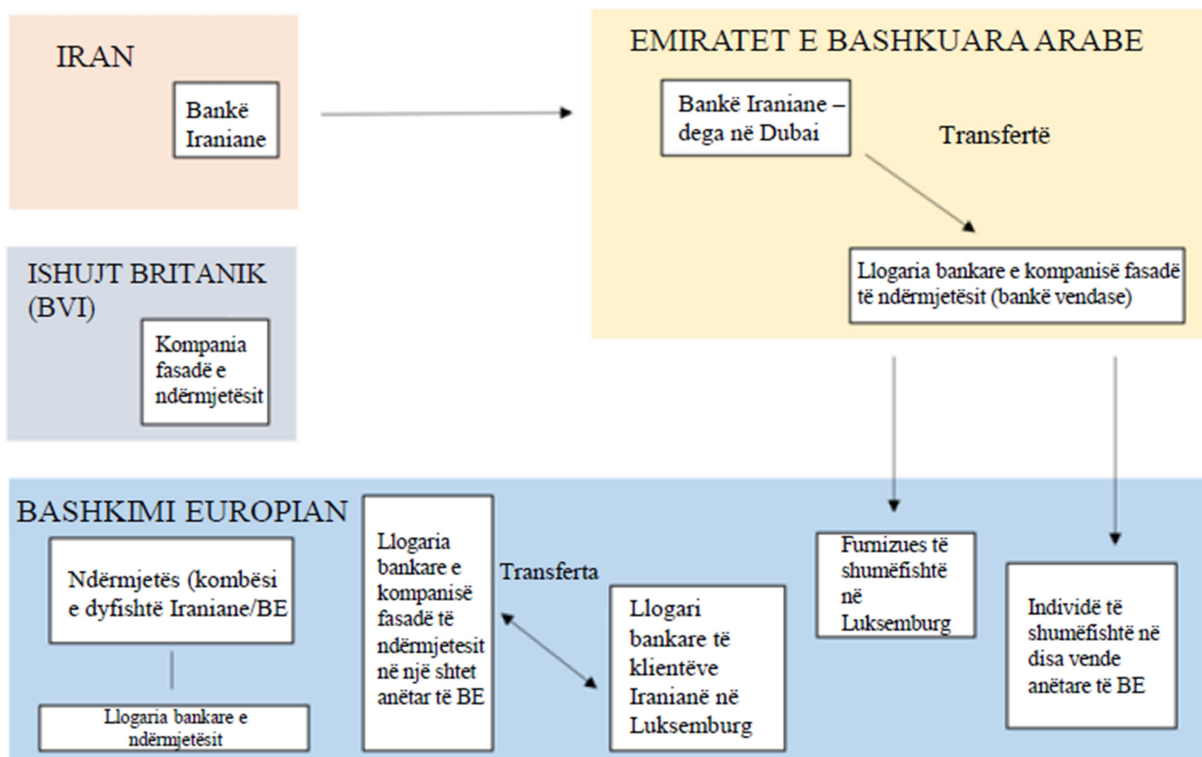 IRAN
Bankë
Iraniane
EMIRATET E BASHKUARA ARABE
Bankë Iraniane –
dega në Dubai
Transfertë
Llogaria bankare e kompanisë fasadë
të ndërmjetësit (bankë vendase)
ISHUJT BRITANIK
(BVI)
Kompania
fasadë e
ndërmjetësit
BASHKIMI EUROPIAN
Ndërmjetës (kombësi
e dyfishtë Iraniane/BE
Llogaria bankare e
ndërmjetësit
Llogaria
bankare e
kompanisë
fasadë të
ndërmjetesit
në një shtet
anëtar të BE
Transferta
Llogari
bankare të
klientëve
Iranianë në
Luksemburg
Furnizues të
shumëfishtë
në
Luksemburg
Individë të
shumëfishtë në
disa vende
anëtare të BE